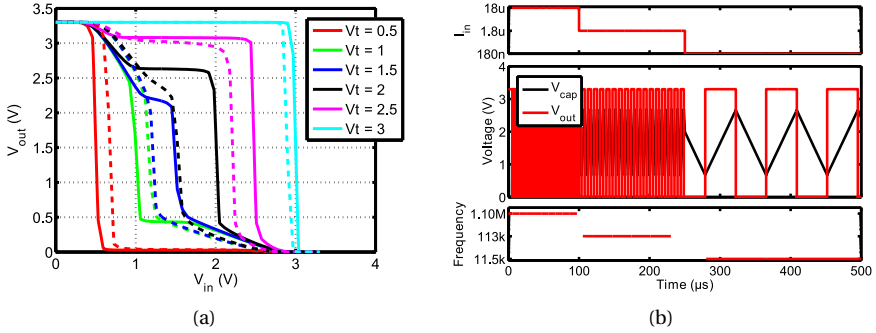 3.5
3
2.5
2
1.5
1
0.5
0
V_out (V)
0
1
2
3
4
V_in (V)
Vt = 0.5
Vt = 1
Vt = 1.5
Vt = 2
Vt = 2.5
Vt = 3
(a)
I_in
18u
1.8u
180n
Voltage (V)
4
2
0
V_cap
V_out
Frequency
1.10M
113k
11.5k
0
100
200
300
400
500
Time (µs)
(b)